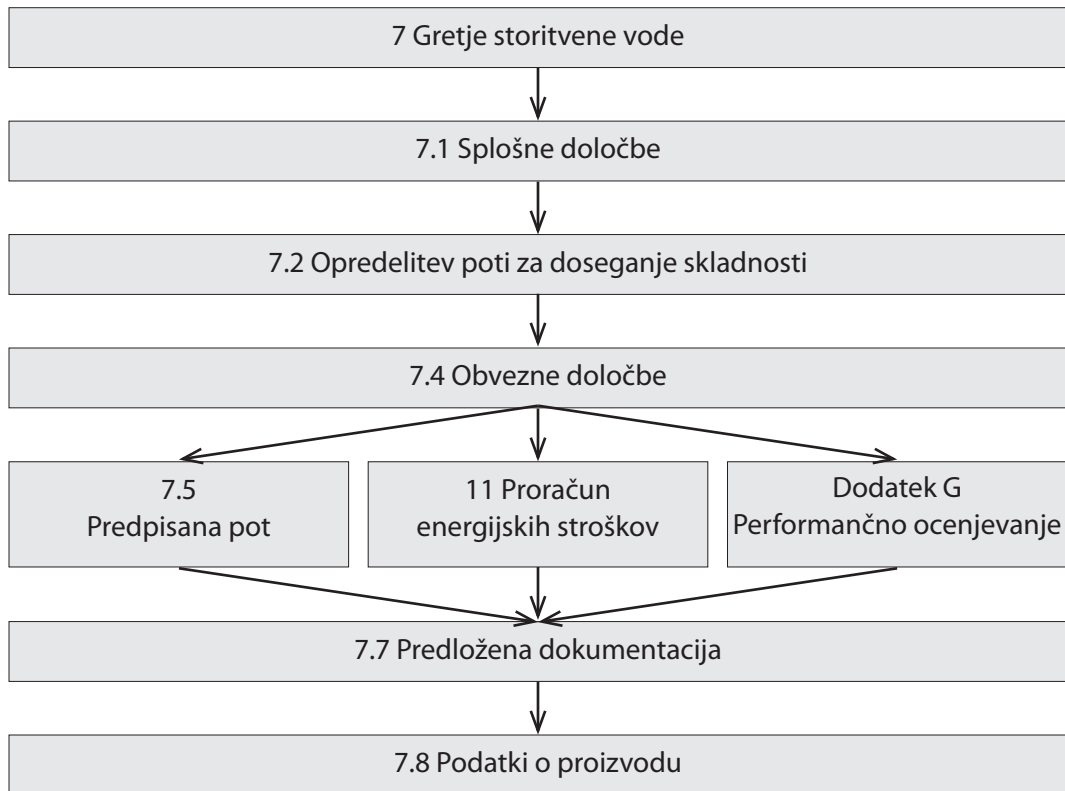 7 Gretje storitvene vode
7.1 Splošne določbe
7.2 Opredelitev poti za doseganje skladnosti
7.4 Obvezne določbe
7.5
Predpisana pot
11 Proračun
energijskih stroškov
Dodatek G
Performančno ocenjevanje
7.7 Predložena dokumentacija
7.8 Podatki o proizvodu